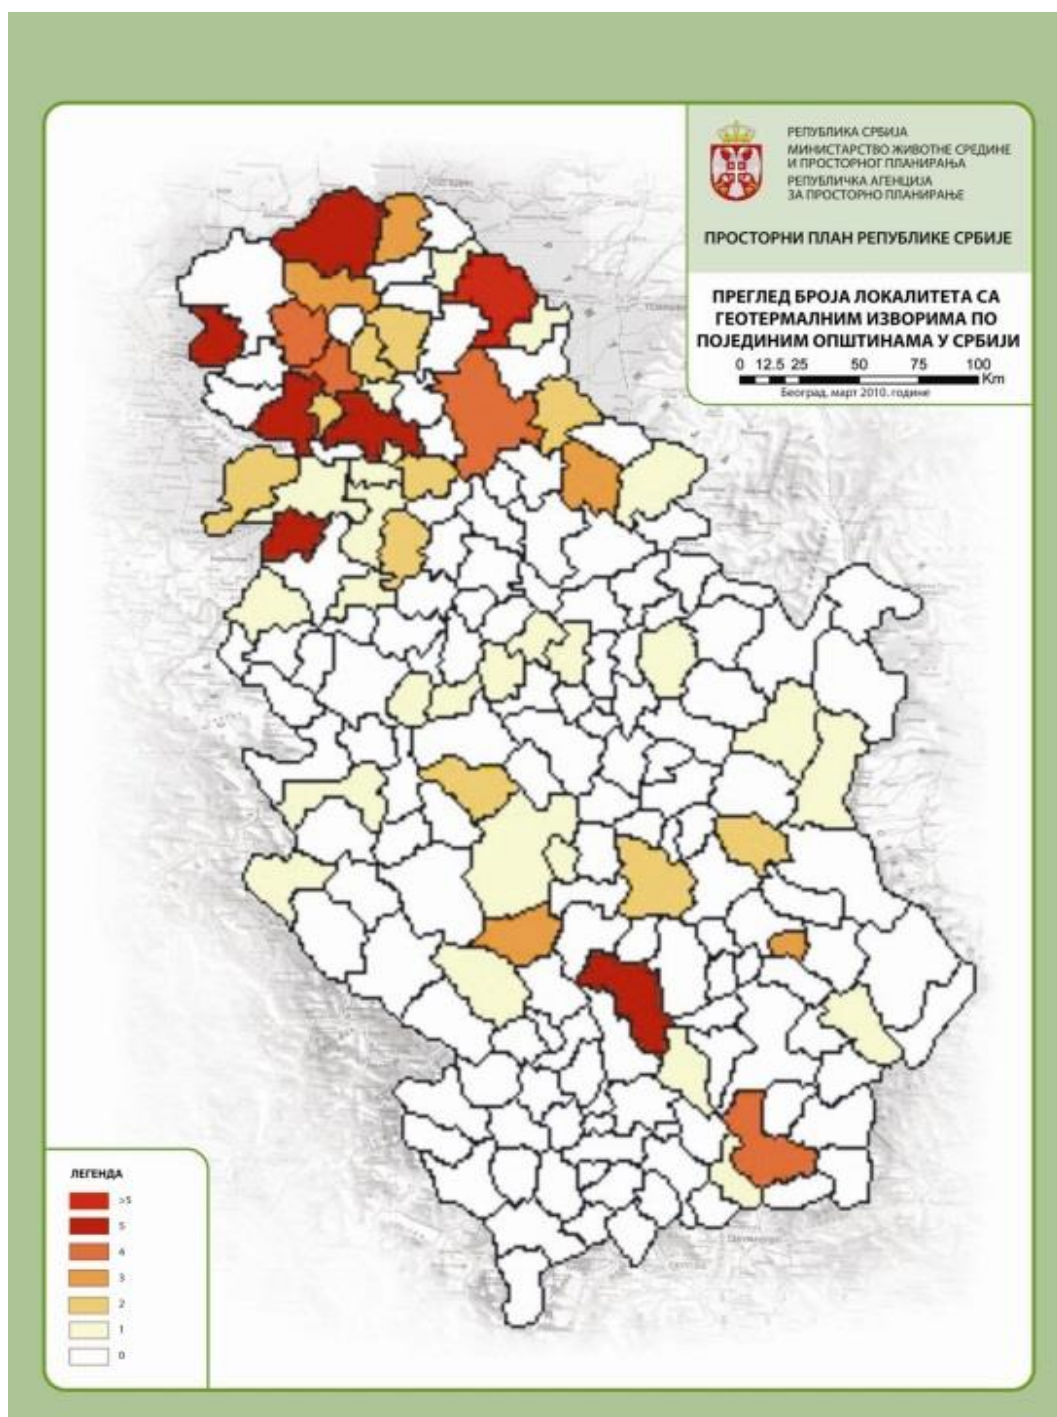 РЕПУБЛИКА СРБИЈА
МИНИСТАРСТВО ЖИВОТНЕ СРЕДИНЕ
И ПРОСТОРНОГ ПЛАНИРАЊА
РЕПУБЛИЧКА АГЕНЦИЈА
ЗА ПРОСТОРНО ПЛАНИРАЊЕ
ПРОСТОРНИ ПЛАН РЕПУБЛИКЕ СРБИЈЕ
ПРЕГЛЕД БРОЈА ЛОКАЛИТЕТА СА
ГЕОТЕРМАЛНИМ ИЗВОРИМА ПО
ПОЈЕДИНИМ ОПШТИНАМА У СРБИЈИ
0 12.5 25 50 75 100
Km
Београд, март 2010. године
ЛЕГЕНДА
>5
5
4
3
2
1
0